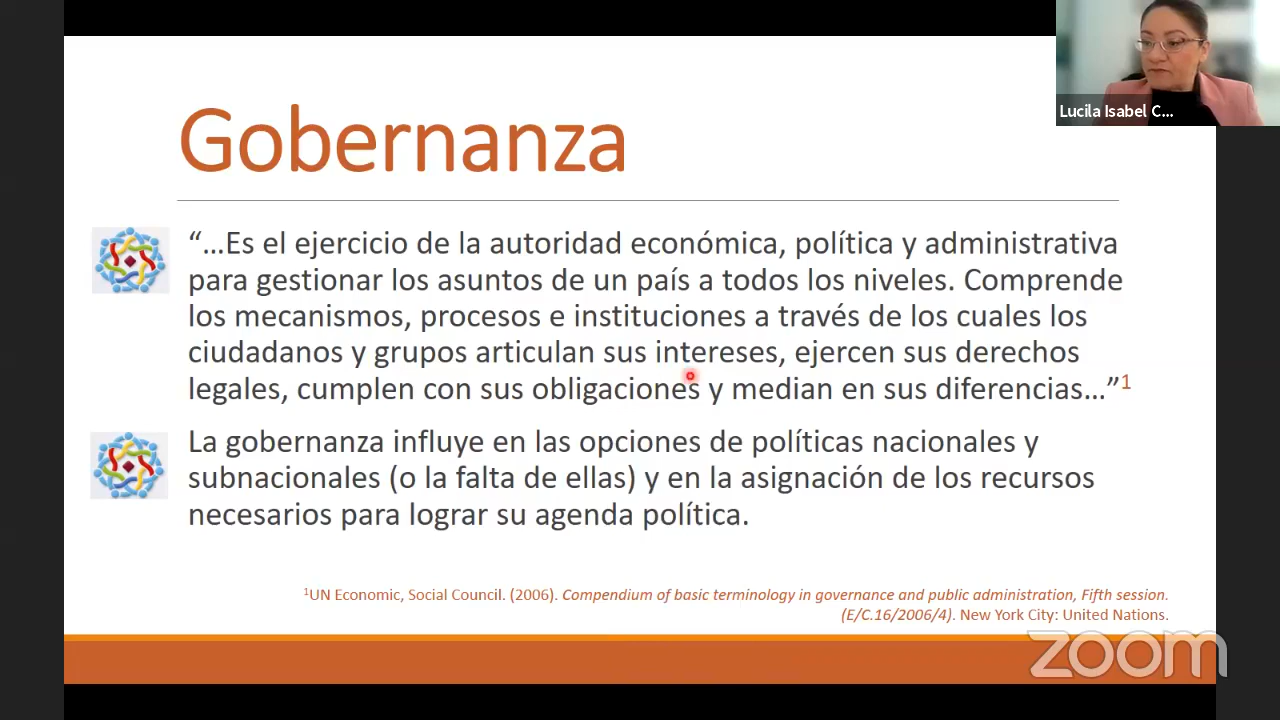 Lucila Isabel C...
Gobernanza
“…Es el ejercicio de la autoridad económica, política y administrativa
para gestionar los asuntos de un país a todos los niveles. Comprende
los mecanismos, procesos e instituciones a través de los cuales los
ciudadanos y grupos articulan sus intereses, ejercen sus derechos
legales, cumplen con sus obligaciones y median en sus diferencias…”1
La gobernanza influye en las opciones de políticas nacionales y
subnacionales (o la falta de ellas) y en la asignación de los recursos
necesarios para lograr su agenda política.
1UN Economic, Social Council. (2006). Compendium of basic terminology in governance and public administration, Fifth session.
(E/C.16/2006/4). New York City: United Nations.
zoom